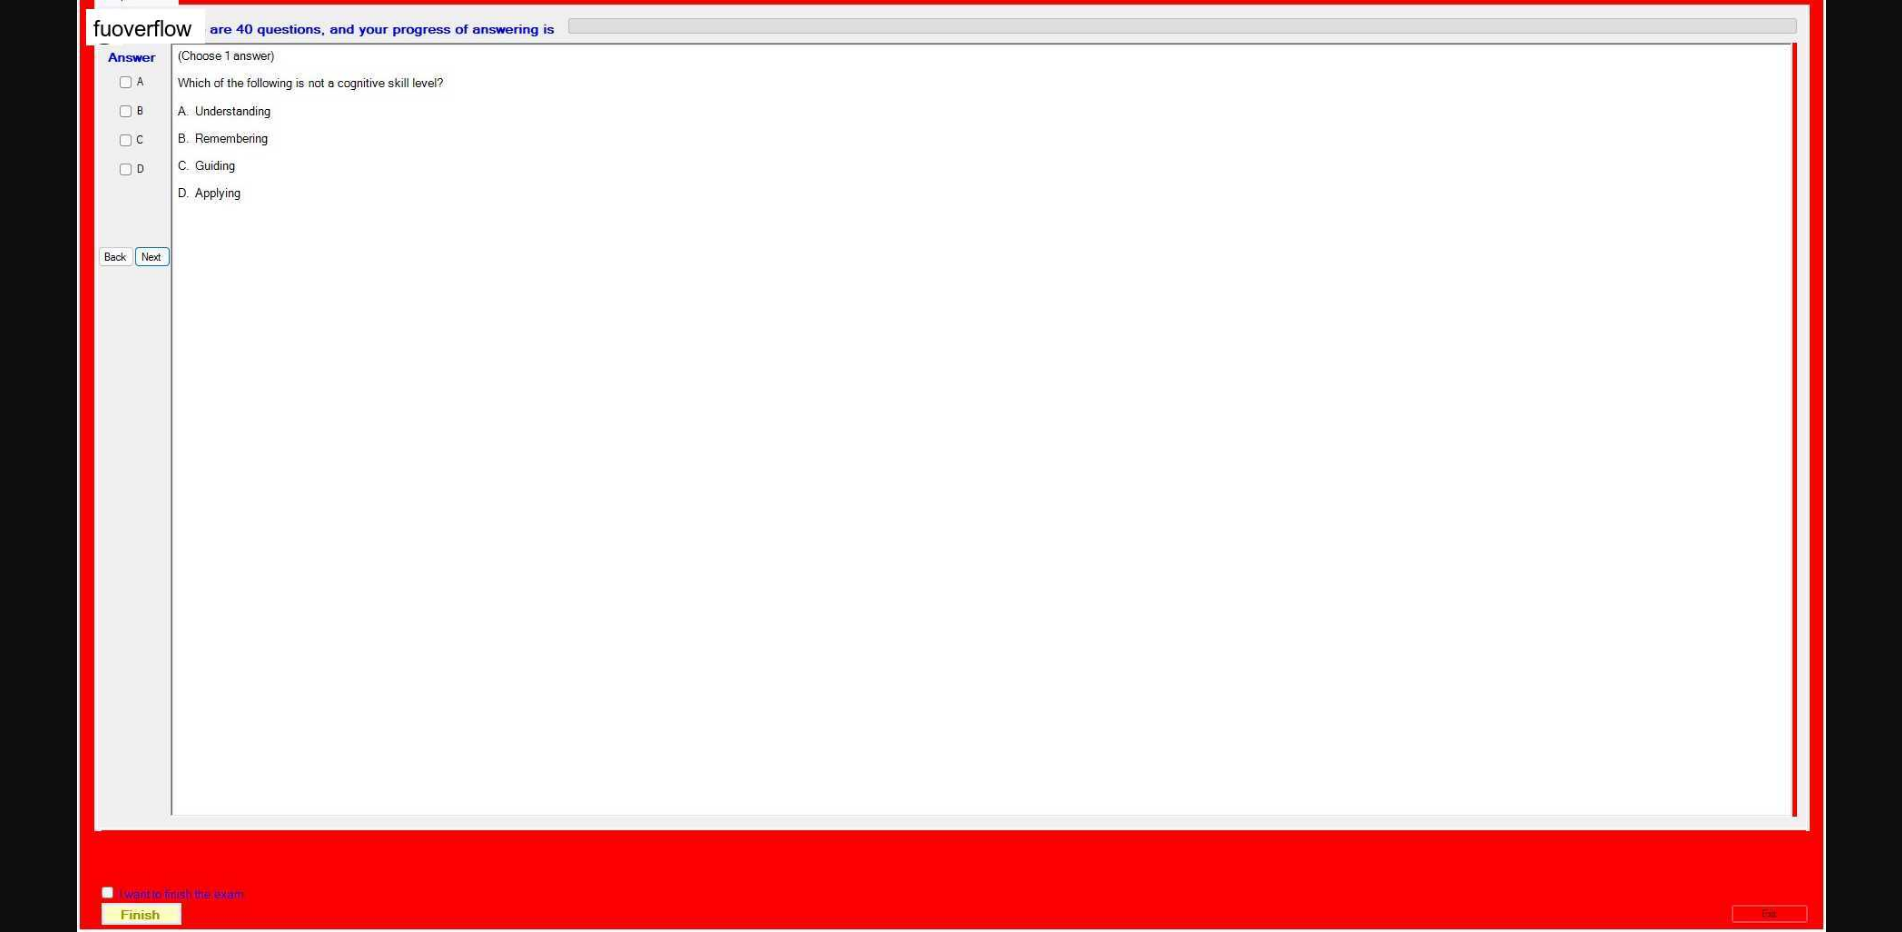 fuoverflow
are 40 questions, and your progress of answering is
Answer
(Choose 1 answer)
A
Which of the following is not a cognitive skill level?
B
A. Understanding
C
B. Remembering
D
C. Guiding
D. Applying
Back Next
I want to finish the exam
Finish
Exit